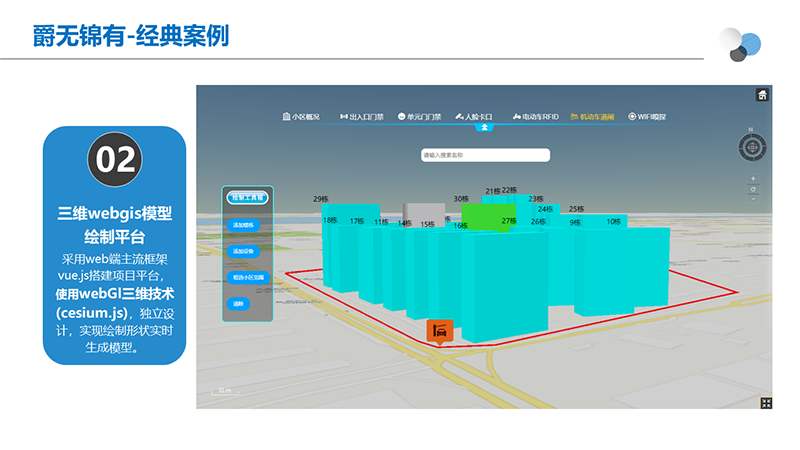 爵无锦有-经典案例
02
三维webgis模型
绘制平台
采用web端主流框架
vue.js搭建项目平台，
使用webGl三维技术
(cesium.js)，独立设
计，实现绘制形状实时
生成模型。
小区概况 出入口门禁 单元门门禁 人脸卡口 电动车RFID 机动车道闸 WIFI嗅探
请输入搜索名称
N
绘制工具箱
添加楼栋
添加设备
框选小区范围
清除
29栋 30栋 21栋 22栋 23栋 24栋 25栋
18栋 17栋 11栋 14栋 15栋 16栋 27栋 26栋 9栋 10栋